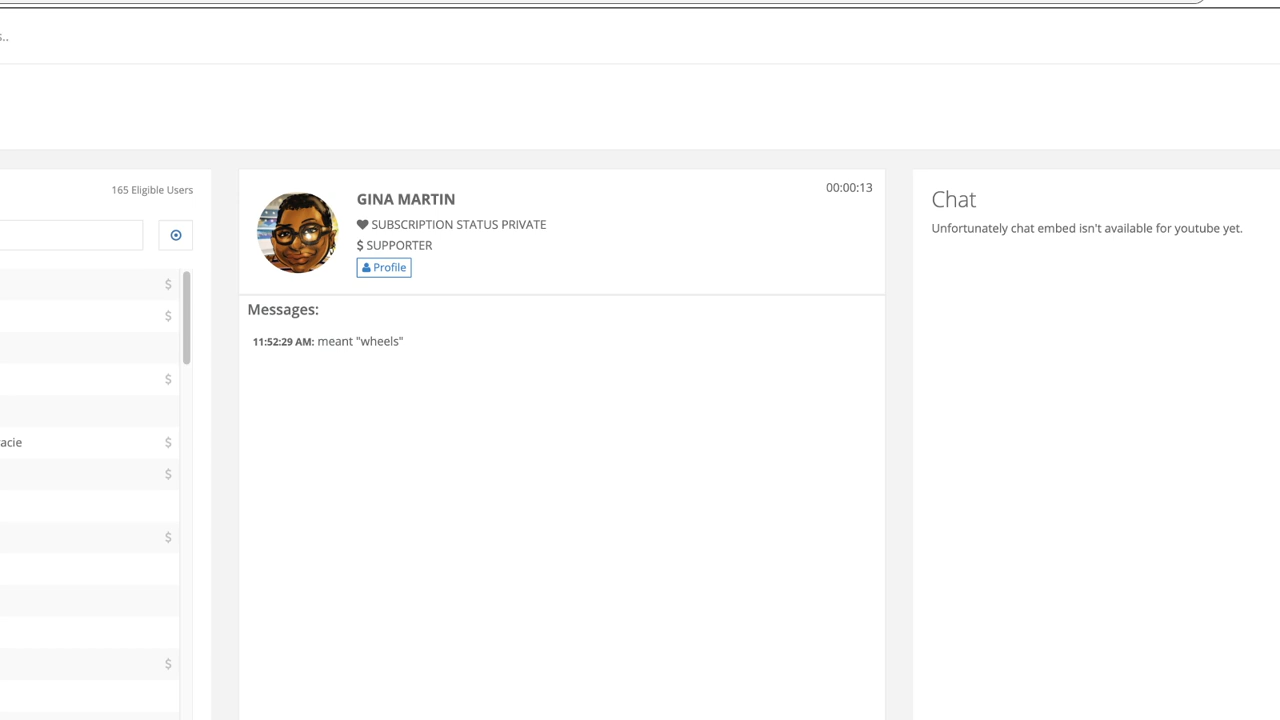 s..
165 Eligible Users
$
$
$
acie $
$
$
$
GINA MARTIN
00:00:13
SUBSCRIPTION STATUS PRIVATE
$ SUPPORTER
Profile
Messages:
11:52:29 AM: meant "wheels"
Chat
Unfortunately chat embed isn't available for youtube yet.